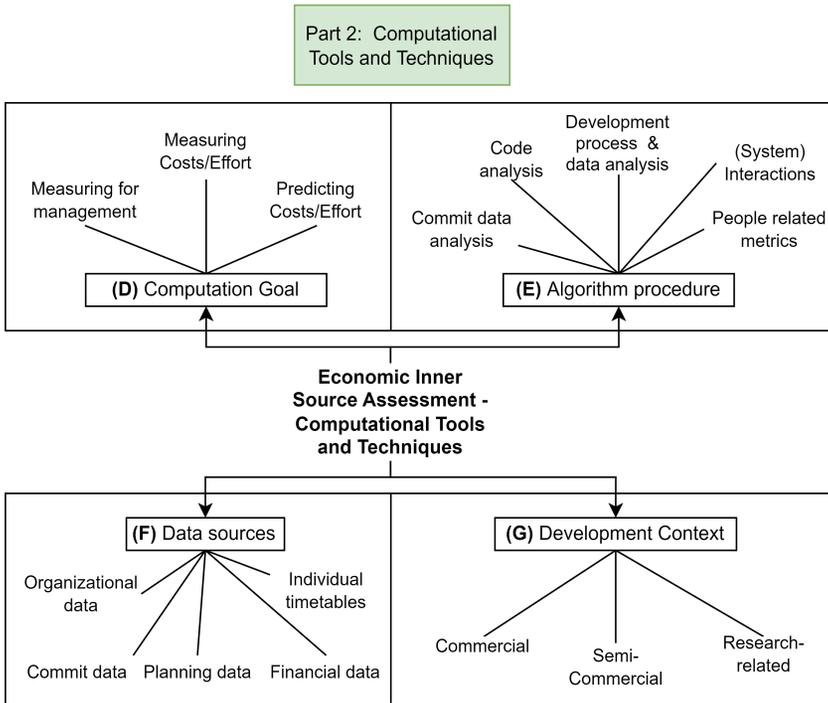 Part 2:  Computational
Tools and Techniques
Measuring for
management
Measuring
Costs/Effort
Predicting
Costs/Effort
(D) Computation Goal
Commit data
analysis
Code
analysis
Development
process &
data analysis
(System)
Interactions
People related
metrics
(E) Algorithm procedure
Economic Inner
Source Assessment -
Computational Tools
and Techniques
(F) Data sources
Organizational
data
Commit data
Planning data
Financial data
Individual
timetables
(G) Development Context
Commercial
Semi-
Commercial
Research-
related